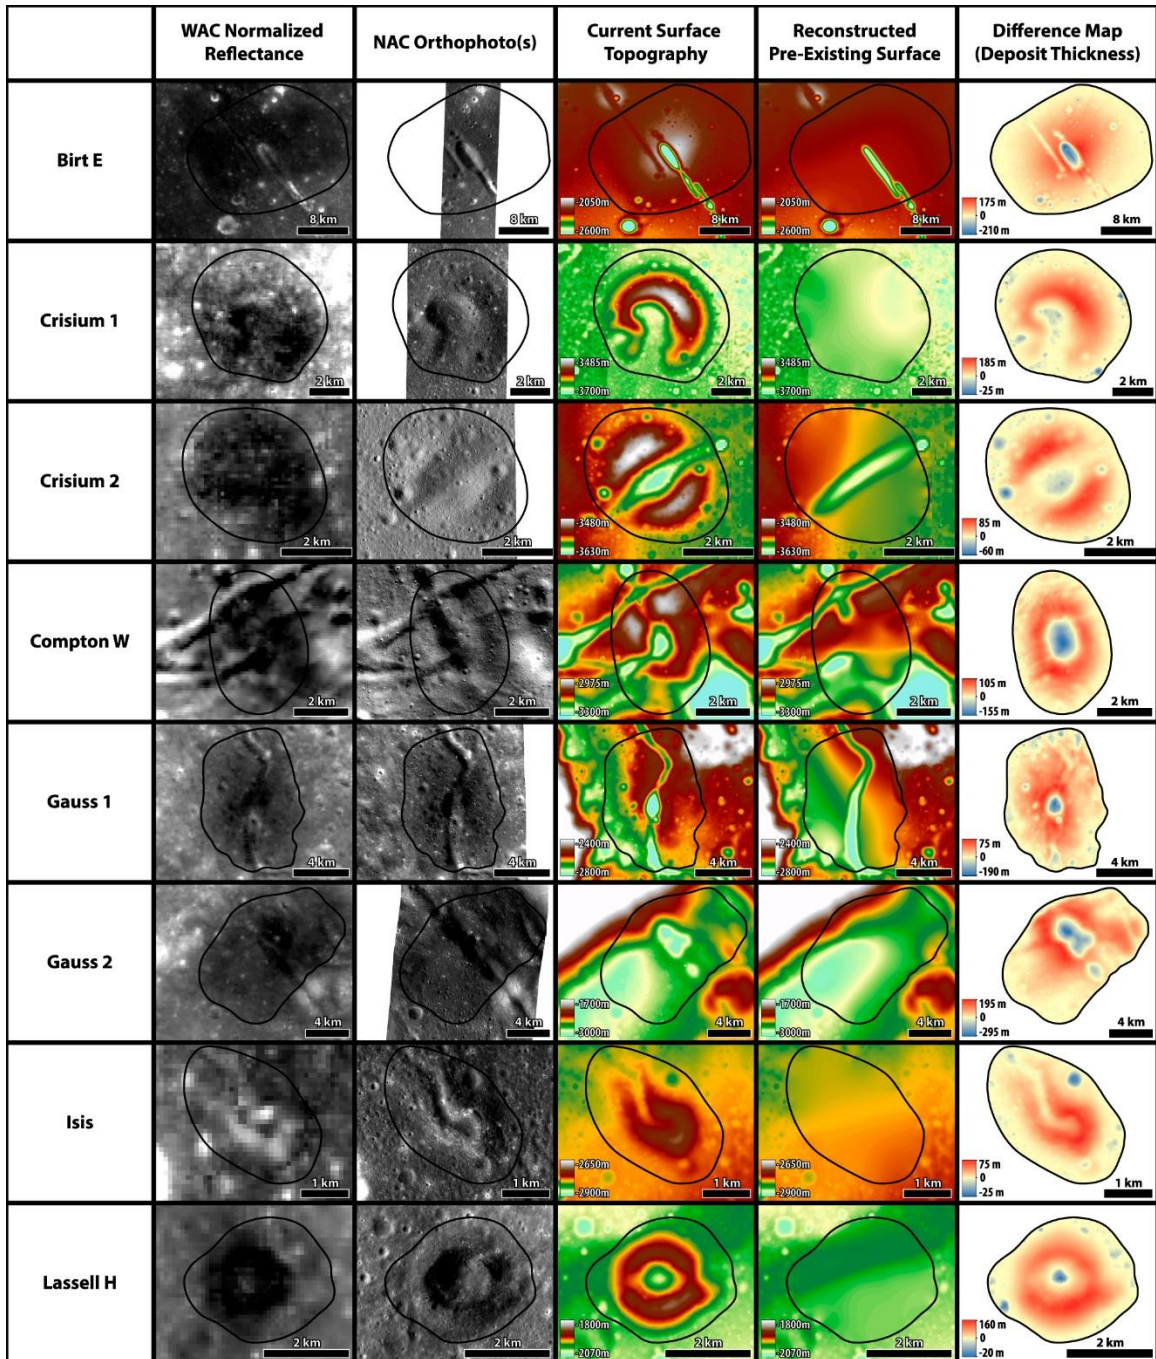 WAC Normalized
Reflectance
NAC Orthophoto(s)
Current Surface
Topography
Reconstructed
Pre-Existing Surface
Difference Map
(Deposit Thickness)
Birt E
8 km
8 km
-2050m
-2600m
8 km
-2050m
-2600m
8 km
175 m
0
-210 m
8 km
Crisium 1
2 km
2 km
-3485m
-3700m
2 km
-3485m
-3700m
2 km
185 m
0
-25 m
2 km
Crisium 2
2 km
2 km
-3480m
-3630m
2 km
-3480m
-3630m
2 km
85 m
0
-60 m
2 km
Compton W
2 km
2 km
-2975m
-3300m
2 km
-2975m
-3300m
2 km
105 m
0
-155 m
2 km
Gauss 1
4 km
4 km
-2400m
-2800m
4 km
-2400m
-2800m
4 km
75 m
0
-190 m
4 km
Gauss 2
4 km
4 km
-1700m
-3000m
4 km
-1700m
-3000m
4 km
195 m
0
-295 m
4 km
Isis
1 km
1 km
-2650m
-2900m
1 km
-2650m
-2900m
1 km
75 m
0
-25 m
1 km
Lassell H
2 km
2 km
-1800m
-2070m
2 km
-1800m
-2070m
2 km
160 m
0
-20 m
2 km